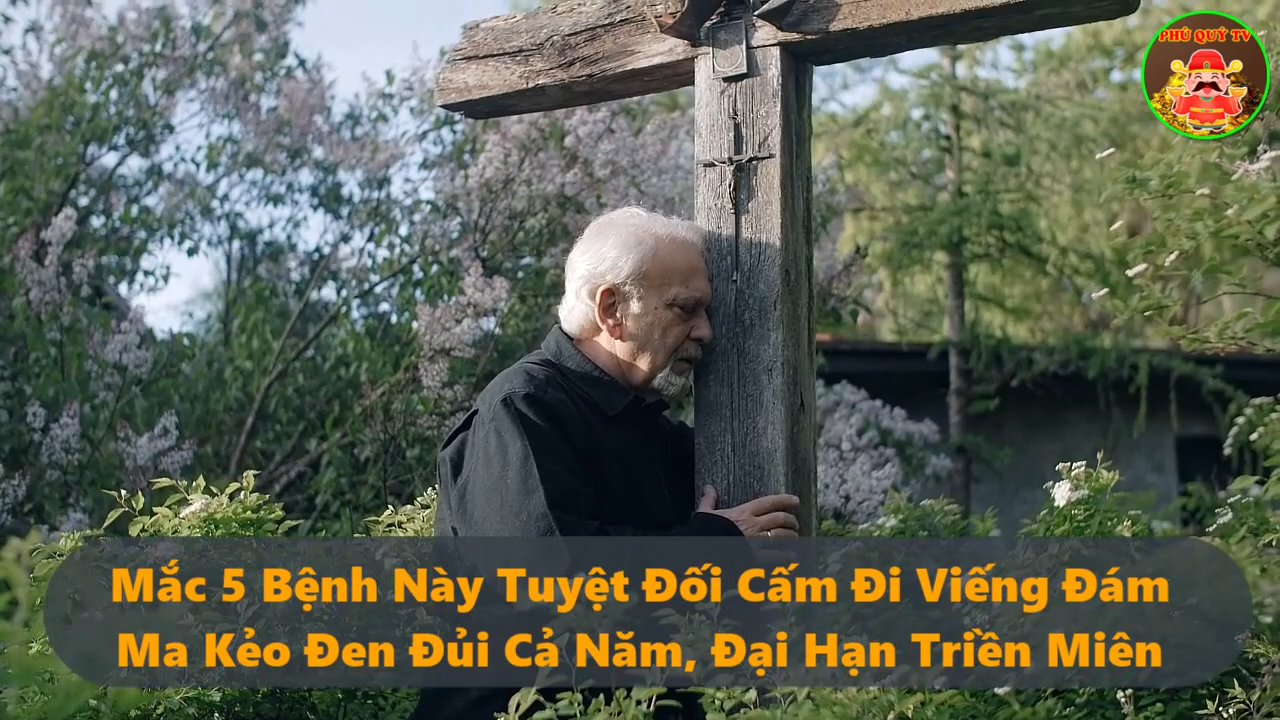 PHÚ QUÝ TV
Mắc 5 Bệnh Này Tuyệt Đối Cấm Đi Viếng Đám
Ma Kẻo Đen Đủi Cả Năm, Đại Hạn Triền Miên